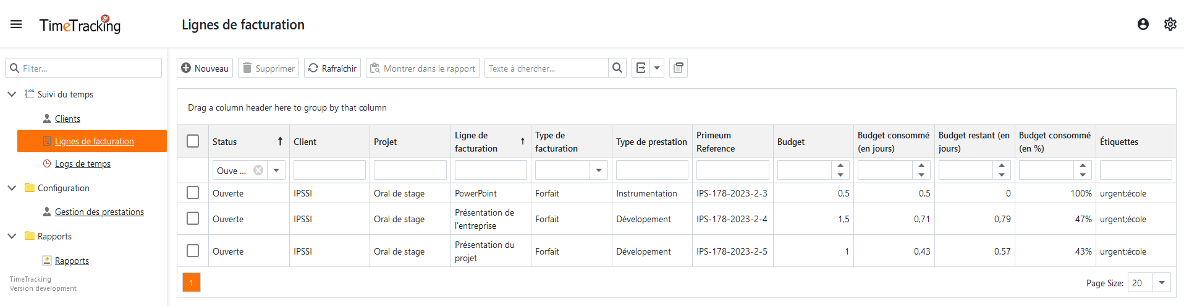 TimeTracking
Lignes de facturation
Filter...
Suivi du temps
Clients
Lignes de facturation
Logs de temps
Configuration
Gestion des prestations
Rapports
Rapports
TimeTracking
Version development
Nouveau Supprimer Rafraichir Montrer dans le rapport Texte à chercher...
Drag a column header here to group by that column
Status Client Projet Ligne de facturation Type de facturation Type de prestation Primeum Reference Budget Budget consommé (en jours) Budget restant (en jours) Budget consommé (en %) Étiquettes
Ouve ...
Ouverte IPSSI Oral de stage PowerPoint Forfait Instrumentation IPS-178-2023-2-3 0,5 0,5 0 100% urgent;école
Ouverte IPSSI Oral de stage Présentation de l'entreprise Forfait Dévelopement IPS-178-2023-2-4 1,5 0,71 0,79 47% urgent;école
Ouverte IPSSI Oral de stage Présentation du projet Forfait Dévelopement IPS-178-2023-2-5 1 0,43 0,57 43% urgent;école
1
Page Size: 20